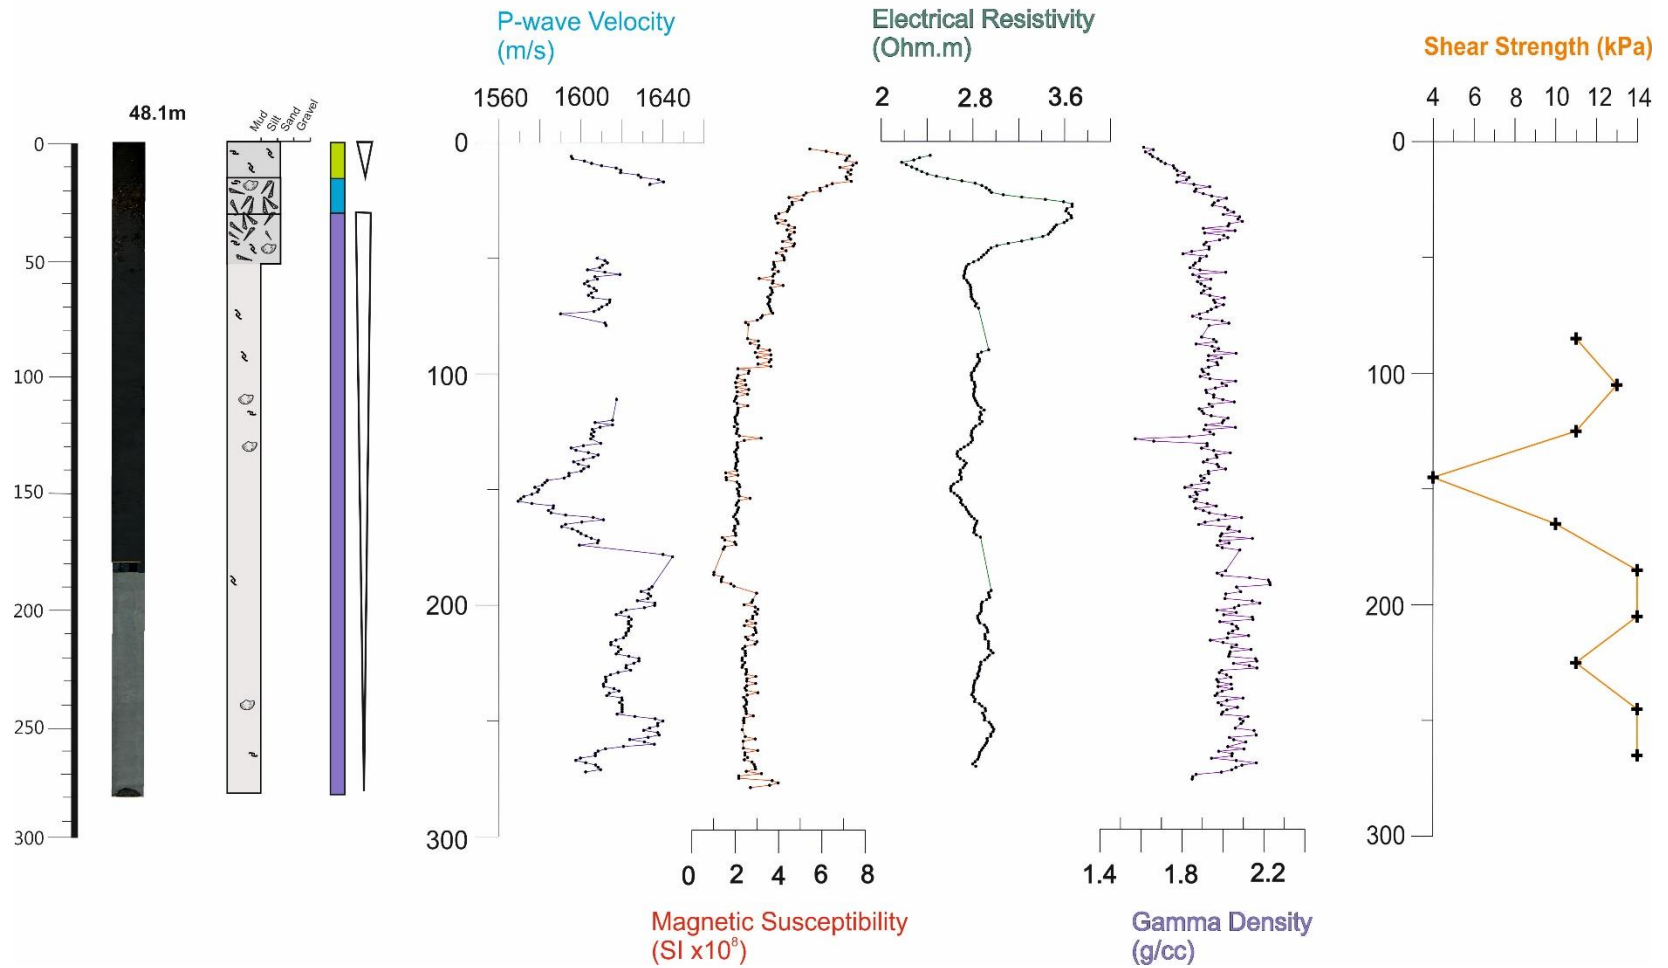 P-wave Velocity
(m/s)
Electrical Resistivity
(Ohm.m)
Shear Strength (kPa)
48.1m
Mud
Silt
Sand
Gravel
1560 1600 1640
2 2.8 3.6
4 6 8 10 12 14
0
50
100
150
200
250
300
0
100
200
300
0
100
200
300
0 2 4 6 8
Magnetic Susceptibility
(SI x10⁸)
1.4 1.8 2.2
Gamma Density
(g/cc)